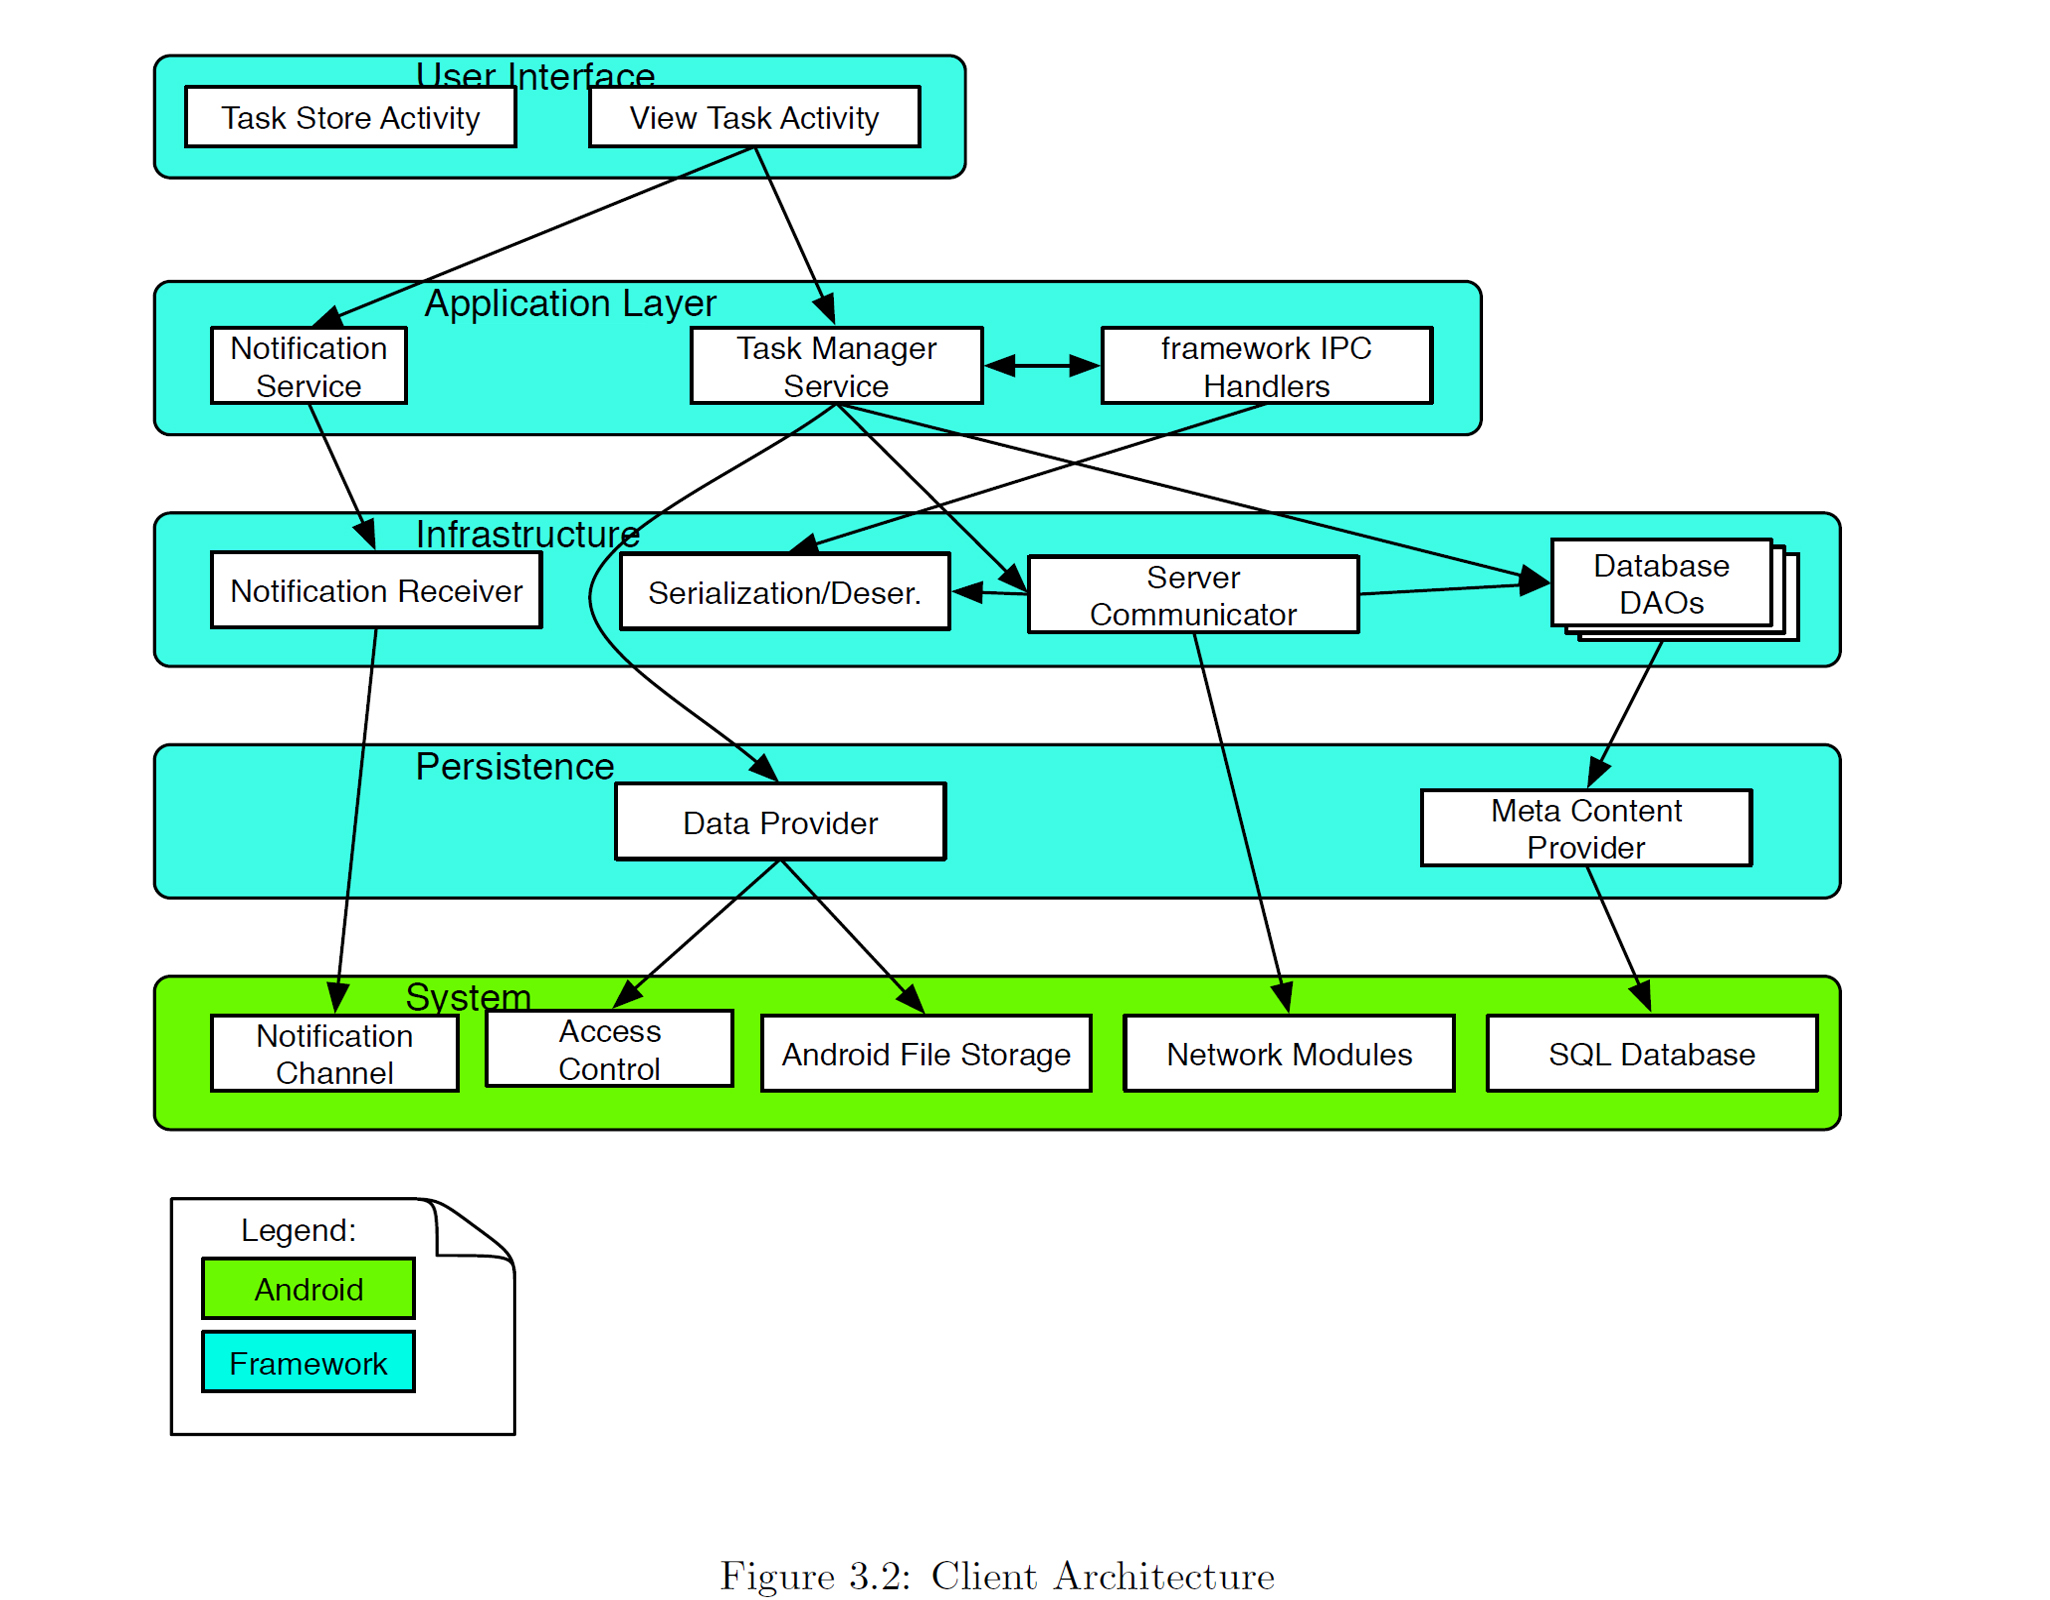 User Interface
Task Store Activity
View Task Activity
Application Layer
Notification
Service
Task Manager
Service
framework IPC
Handlers
Infrastructure
Notification Receiver
Serialization/Deser.
Server
Communicator
Database
DAOs
Persistence
Data Provider
Meta Content
Provider
System
Notification
Channel
Access
Control
Android File Storage
Network Modules
SQL Database
Legend:
Android
Framework
Figure 3.2: Client Architecture